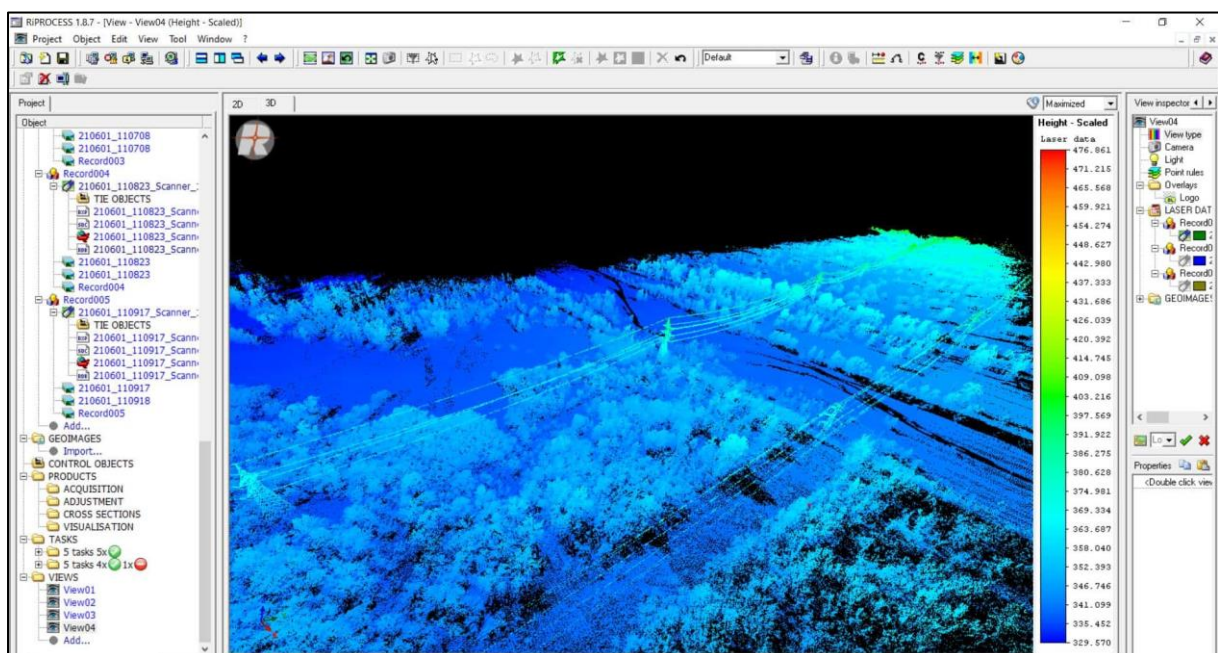 RiPROCESS 1.8.7 - [View - View04 (Height - Scaled)]
Project Object Edit View Tool Window ?
Default
Project
Object
210601_110708
210601_110708
Record003
Record004
210601_110823_Scanner_
TIE OBJECTS
210601_110823_Scann
210601_110823_Scann
210601_110823_Scann
210601_110823_Scann
210601_110823
210601_110823
Record004
Record005
210601_110917_Scanner_
TIE OBJECTS
210601_110917_Scann
210601_110917_Scann
210601_110917_Scann
210601_110917_Scann
210601_110917
210601_110918
Record005
Add...
GEOIMAGES
Import...
CONTROL OBJECTS
PRODUCTS
ACQUISITION
ADJUSTMENT
CROSS SECTIONS
VISUALISATION
TASKS
5 tasks 5x
5 tasks 4x 1x
VIEWS
View01
View02
View03
View04
Add...
2D 3D
Maximized
Height - Scaled
Laser data
476.861
471.215
465.568
459.921
454.274
448.627
442.980
437.333
431.686
426.039
420.392
414.745
409.098
403.216
397.569
391.922
386.275
380.628
374.981
369.334
363.687
358.040
352.393
346.746
341.099
335.452
329.570
View inspector
View04
View type
Camera
Light
Point rules
Overlays
Logo
LASER DAT
Record0
Record0
Record0
GEOIMAGES
Lo
Properties
<Double click view